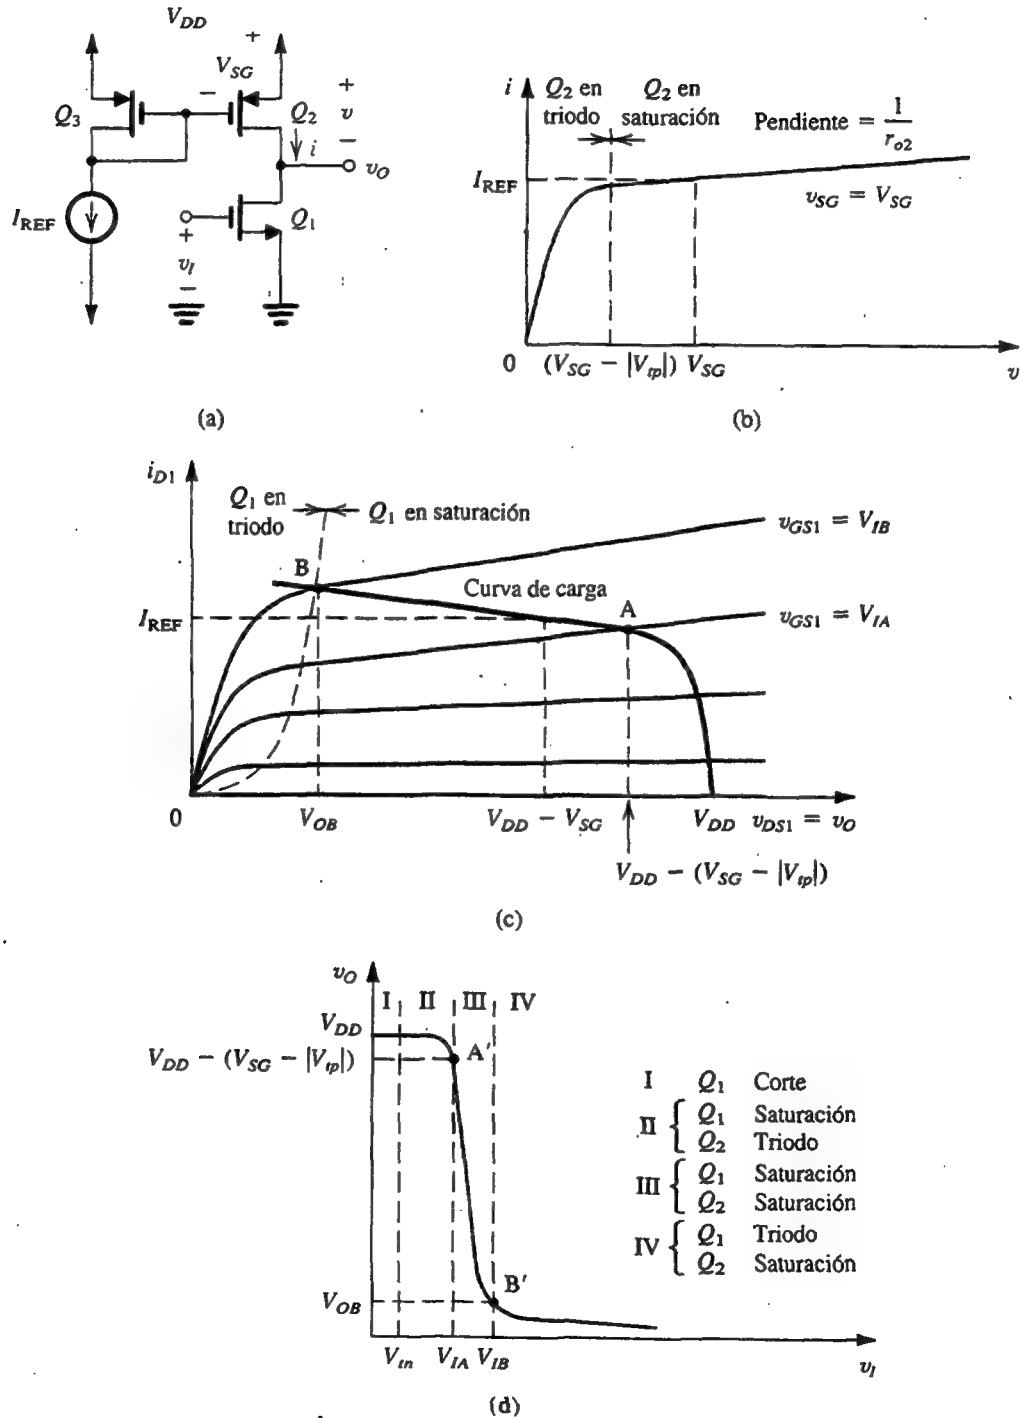 V_DD
+
V_SG
−
+
v
−
Q_3
Q_2
i
v_O
I_REF
Q_1
+
v_I
−
(a)
i
Q_2 en triodo
Q_2 en saturación
Pendiente = 1/r_o2
I_REF
v_SG = V_SG
0
(V_SG − |V_tp|)
V_SG
v
(b)
i_D1
Q_1 en triodo
Q_1 en saturación
v_GS1 = V_IB
B
Curva de carga
A
I_REF
v_GS1 = V_IA
0
V_OB
V_DD − V_SG
V_DD
v_DS1 = v_O
V_DD − (V_SG − |V_tp|)
(c)
v_O
I
II
III
IV
V_DD
V_DD − (V_SG − |V_tp|)
A′
I Q_1 Corte
II { Q_1 Saturación
Q_2 Triodo
III { Q_1 Saturación
Q_2 Saturación
IV { Q_1 Triodo
Q_2 Saturación
B′
V_OB
V_tn
V_IA
V_IB
v_I
(d)